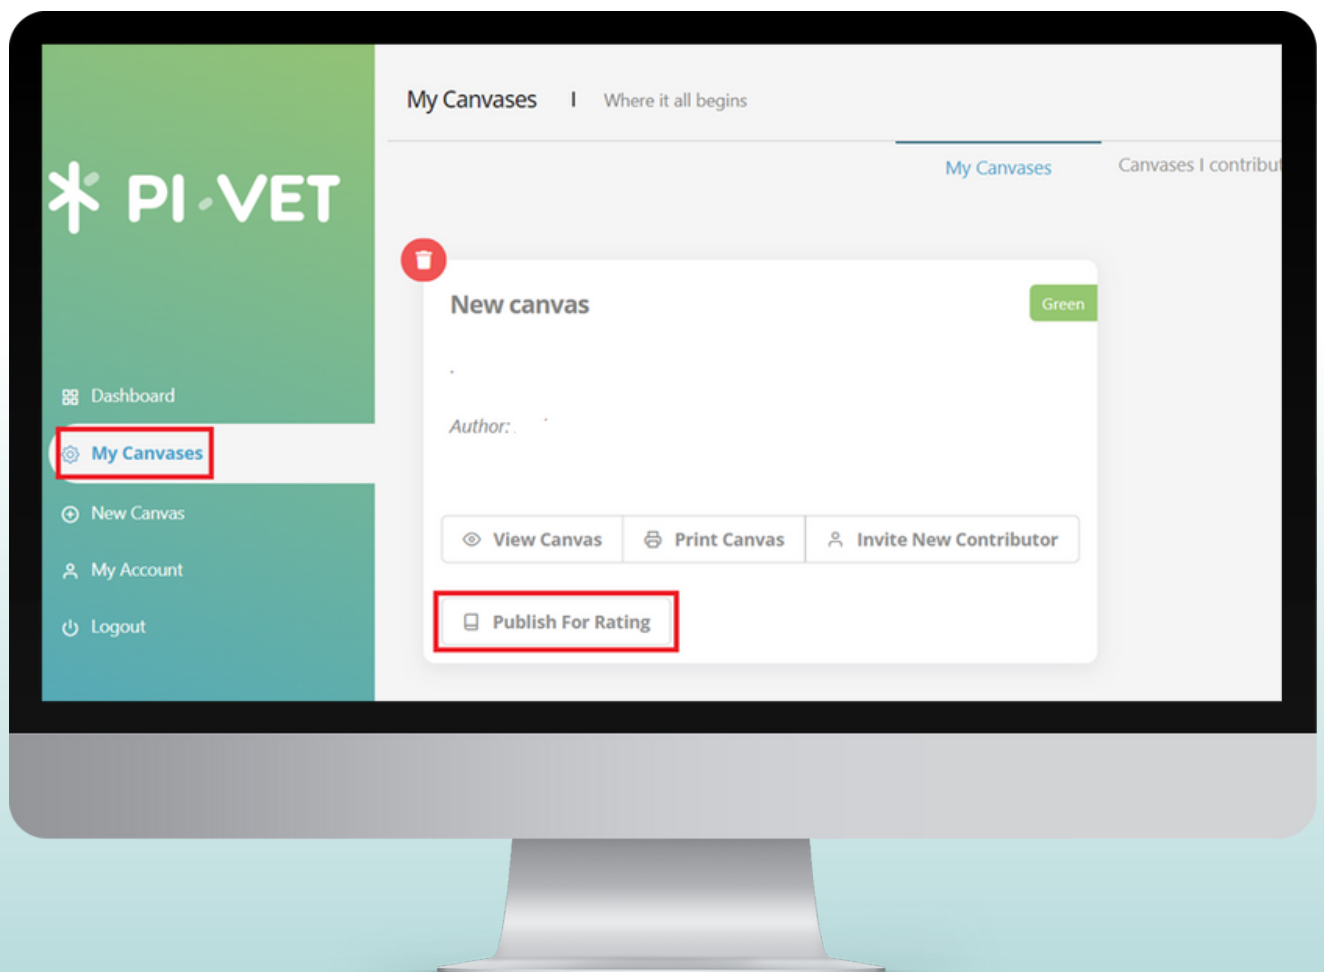 My Canvases | Where it all begins
My Canvases Canvases I contribut
PI-VET
New canvas
Green
.
Author:
Dashboard
My Canvases
New Canvas
My Account
Logout
View Canvas Print Canvas Invite New Contributor
Publish For Rating